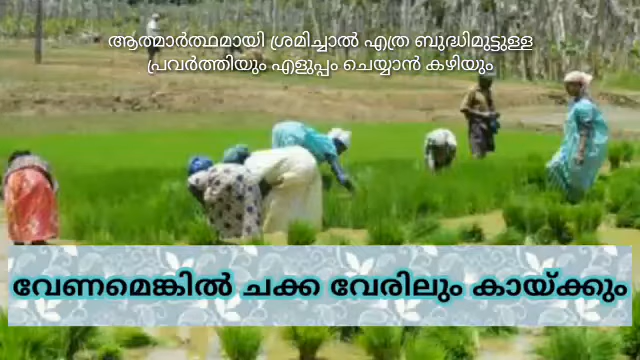 ആത്മാർത്ഥമായി ശ്രമിച്ചാൽ എത്ര ബുദ്ധിമുട്ടുള്ള
പ്രവർത്തിയും എളുപ്പം ചെയ്യാൻ കഴിയും
വേണമെങ്കിൽ ചക്ക വേരിലും കായ്ക്കും